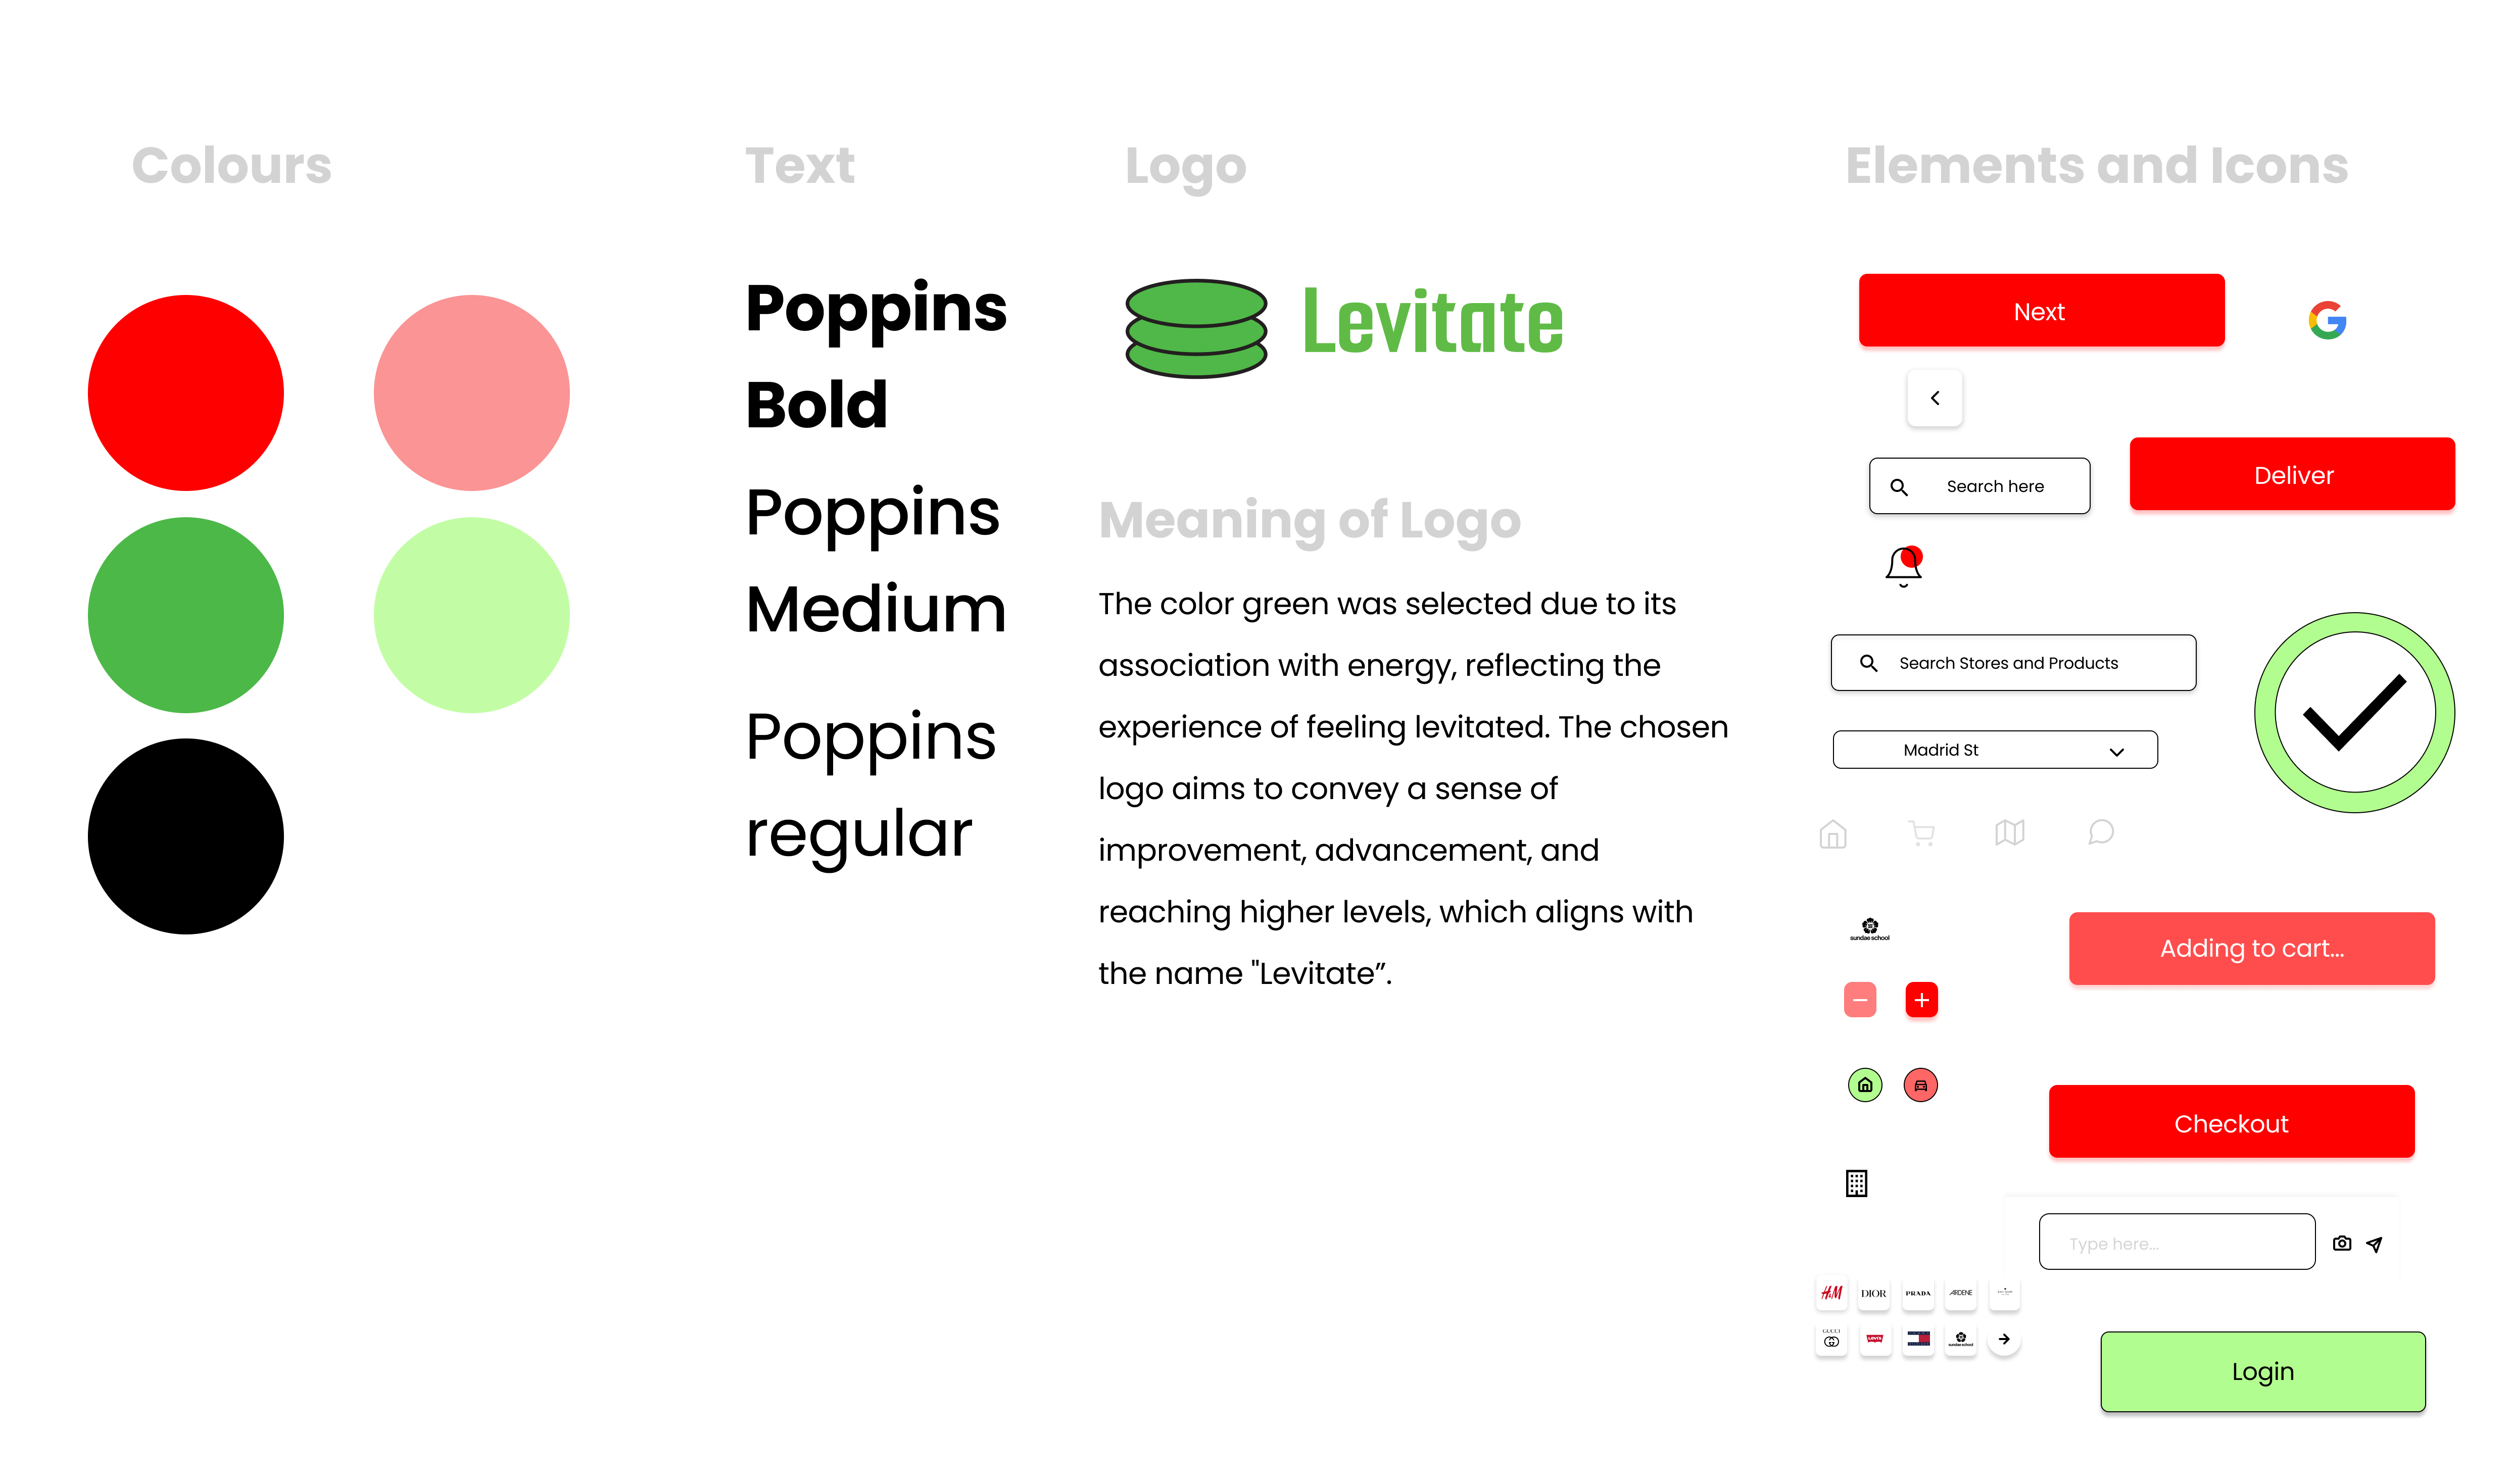 Colours
Text
Logo
Elements and Icons
Poppins
Bold
Poppins
Medium
Poppins
regular
Levitate
Meaning of Logo
The color green was selected due to its
association with energy, reflecting the
experience of feeling levitated. The chosen
logo aims to convey a sense of
improvement, advancement, and
reaching higher levels, which aligns with
the name "Levitate”.
Next
Search here
Deliver
Search Stores and Products
Madrid St
sundae school
Adding to cart...
Checkout
Type here...
H&M
DIOR
PRADA
ARDENE
GUCCI
Levi's
sundae school
Login